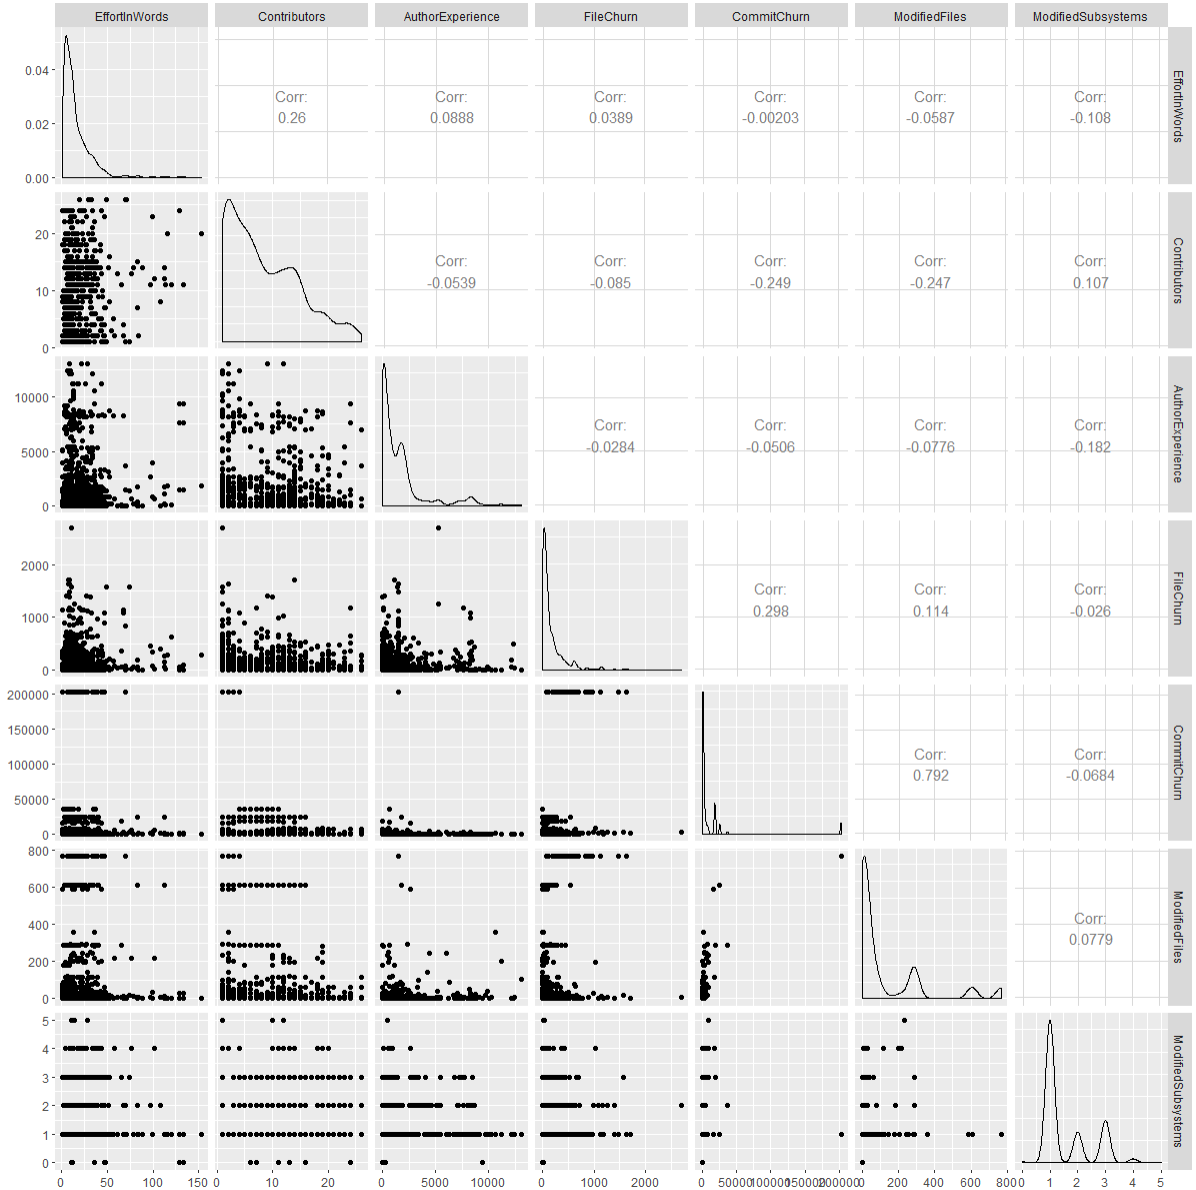 EffortInWords Contributors AuthorExperience FileChurn CommitChurn ModifiedFiles ModifiedSubsystems
0.04
0.02
0.00
Corr: Corr: Corr: Corr: Corr: Corr:
0.26 0.0888 0.0389 -0.00203 -0.0587 -0.108
EffortInWords
20
10
0
Corr: Corr: Corr: Corr: Corr:
-0.0539 -0.085 -0.249 -0.247 0.107
Contributors
10000
5000
0
Corr: Corr: Corr: Corr:
-0.0284 -0.0506 -0.0776 -0.182
AuthorExperience
2000
1000
0
Corr: Corr: Corr:
0.298 0.114 -0.026
FileChurn
200000
150000
100000
50000
0
Corr: Corr:
0.792 -0.0684
CommitChurn
800
600
400
200
0
Corr:
0.0779
ModifiedFiles
5
4
3
2
1
0
ModifiedSubsystems
0 50 100 150 0 10 20 0 5000 10000 0 1000 2000 0 50000 100000 150000 200000 0 200 400 600 800 0 1 2 3 4 5